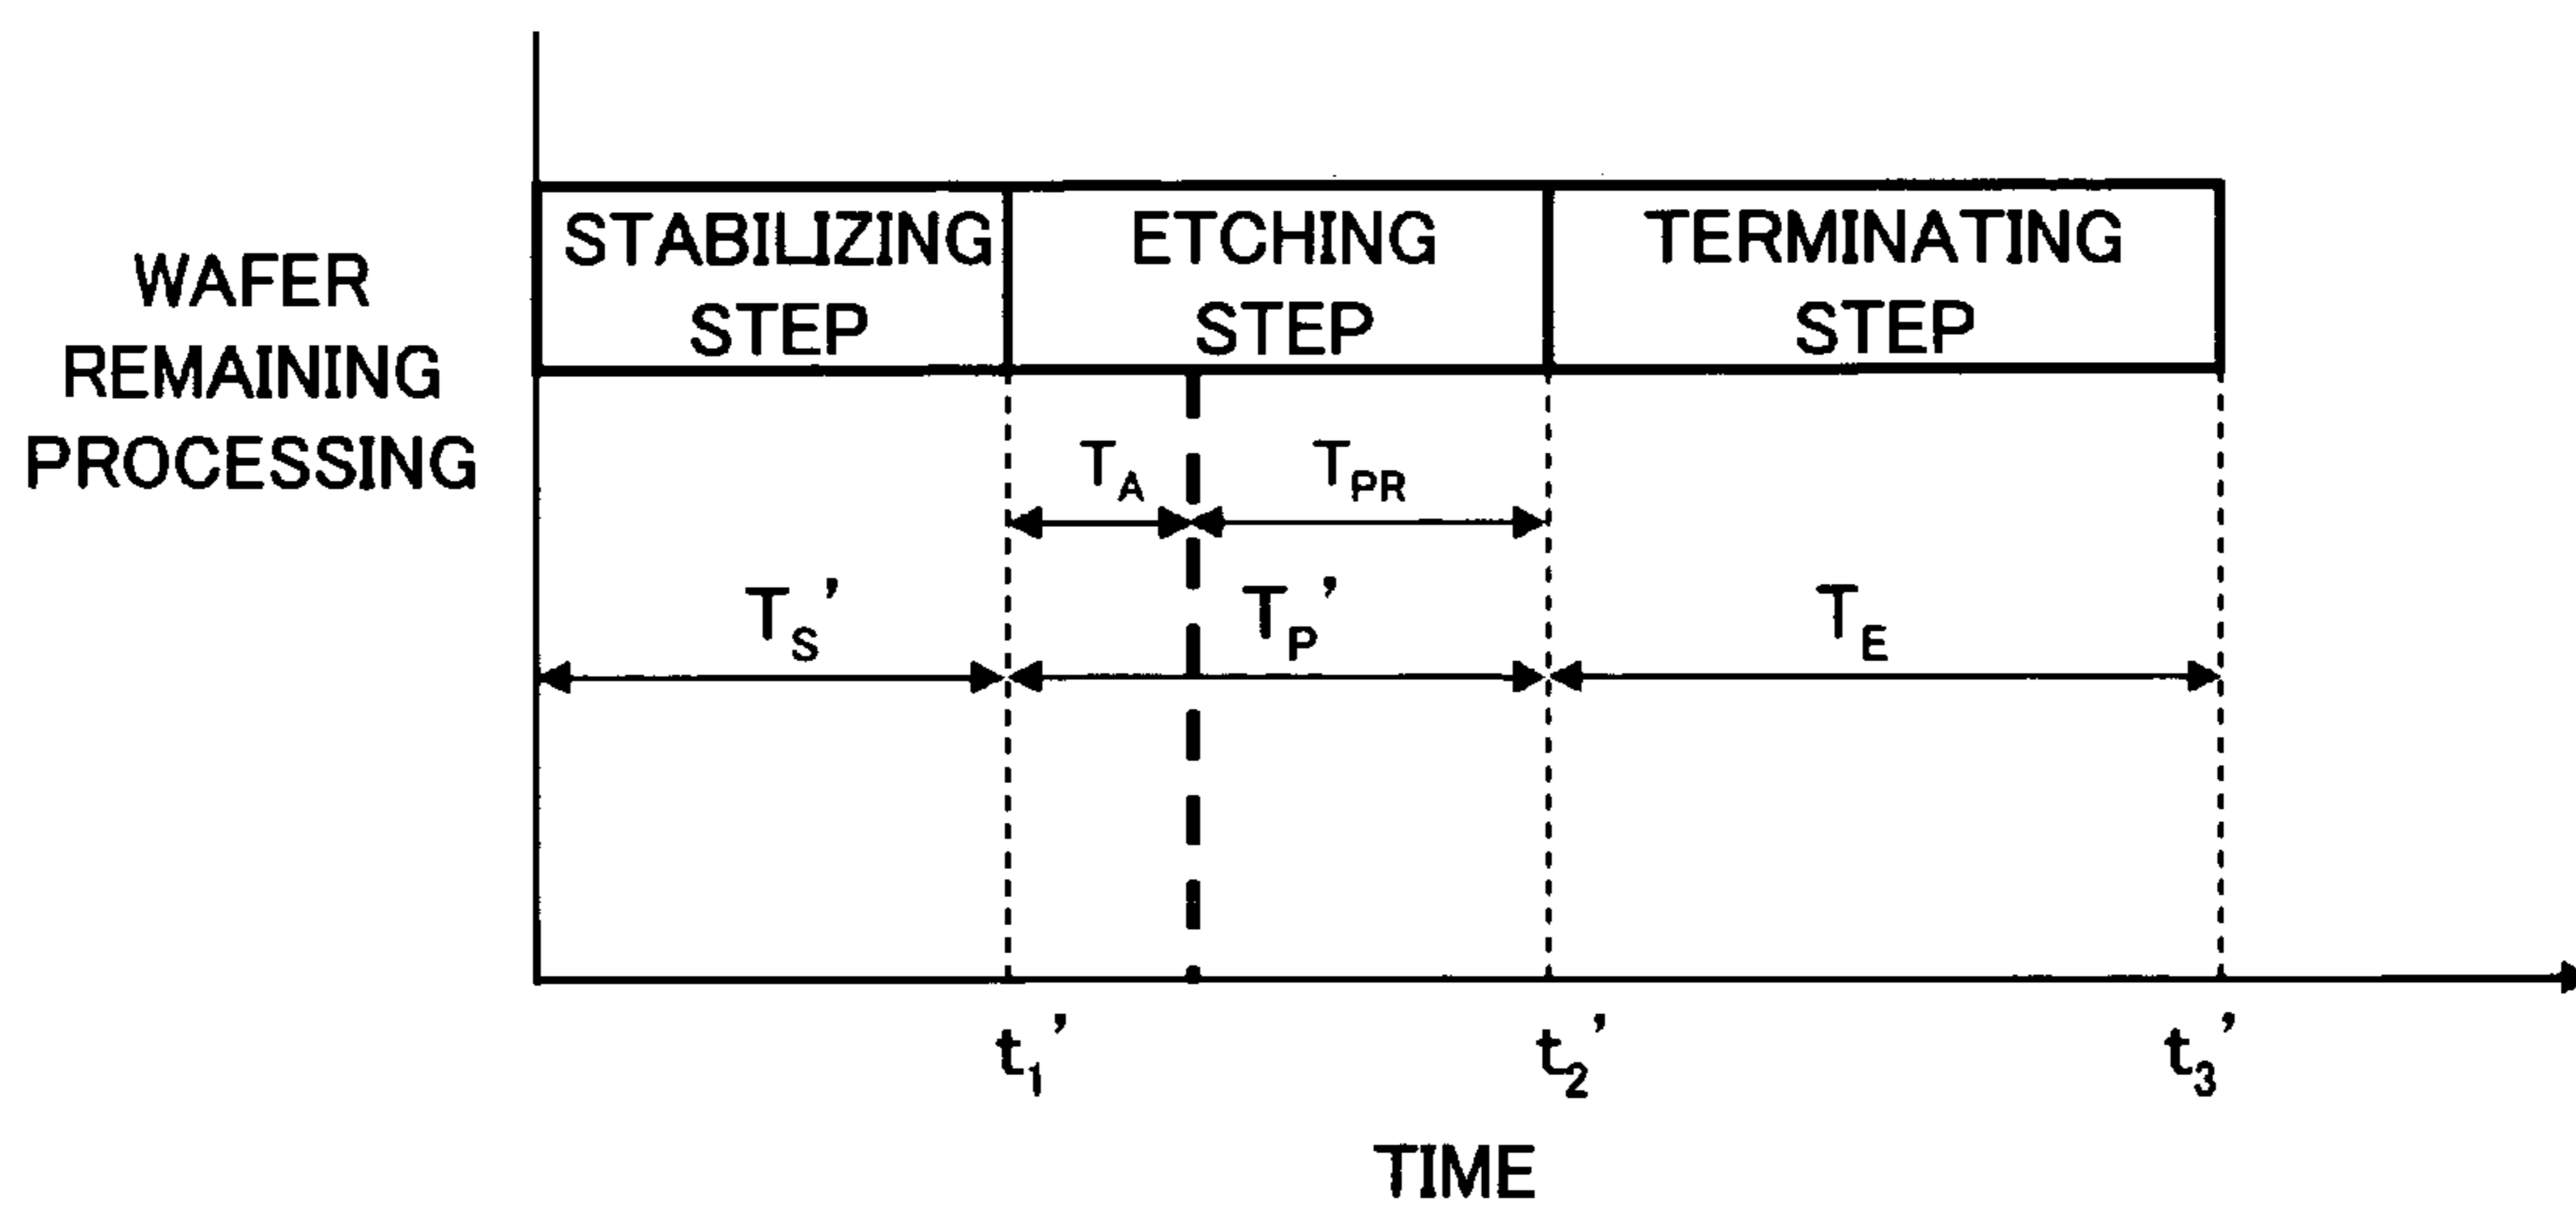 STABILIZING
STEP
ETCHING
STEP
TERMINATING
STEP
WAFER
REMAINING
PROCESSING
TA
TPR
TS’
TP’
TE
t1’
t2’
t3’
TIME